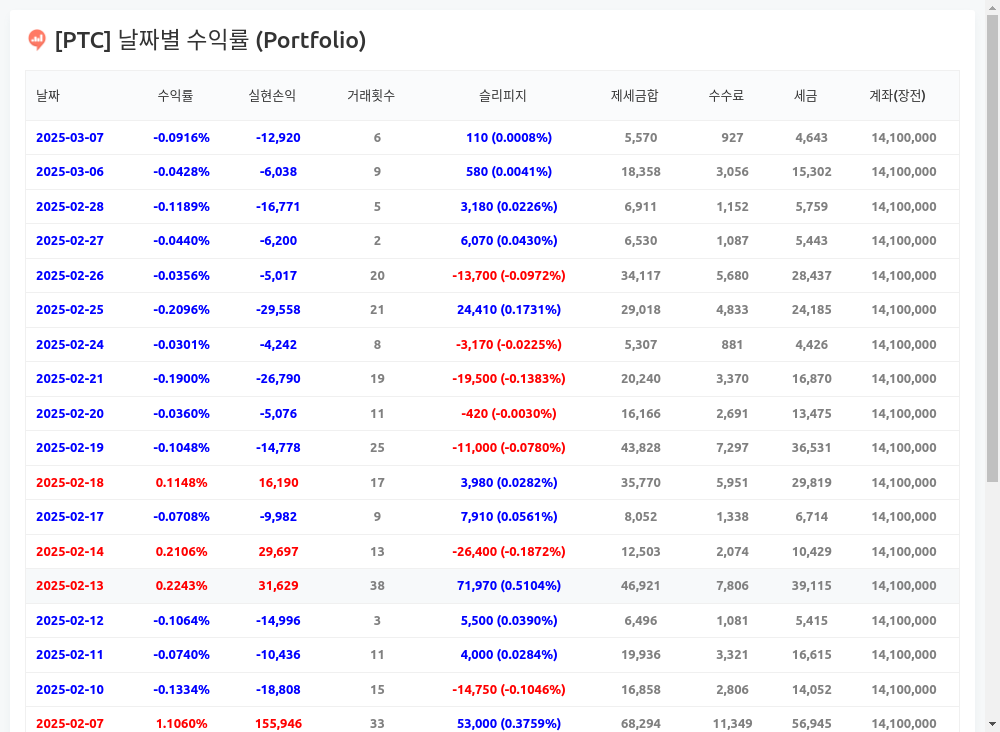 [PTC] 날짜별 수익률 (Portfolio)
날짜 수익률 실현손익 거래횟수 슬리피지 제세금합 수수료 세금 계좌(장전)
2025-03-07 -0.0916% -12,920 6 110 (0.0008%) 5,570 927 4,643 14,100,000
2025-03-06 -0.0428% -6,038 9 580 (0.0041%) 18,358 3,056 15,302 14,100,000
2025-02-28 -0.1189% -16,771 5 3,180 (0.0226%) 6,911 1,152 5,759 14,100,000
2025-02-27 -0.0440% -6,200 2 6,070 (0.0430%) 6,530 1,087 5,443 14,100,000
2025-02-26 -0.0356% -5,017 20 -13,700 (-0.0972%) 34,117 5,680 28,437 14,100,000
2025-02-25 -0.2096% -29,558 21 24,410 (0.1731%) 29,018 4,833 24,185 14,100,000
2025-02-24 -0.0301% -4,242 8 -3,170 (-0.0225%) 5,307 881 4,426 14,100,000
2025-02-21 -0.1900% -26,790 19 -19,500 (-0.1383%) 20,240 3,370 16,870 14,100,000
2025-02-20 -0.0360% -5,076 11 -420 (-0.0030%) 16,166 2,691 13,475 14,100,000
2025-02-19 -0.1048% -14,778 25 -11,000 (-0.0780%) 43,828 7,297 36,531 14,100,000
2025-02-18 0.1148% 16,190 17 3,980 (0.0282%) 35,770 5,951 29,819 14,100,000
2025-02-17 -0.0708% -9,982 9 7,910 (0.0561%) 8,052 1,338 6,714 14,100,000
2025-02-14 0.2106% 29,697 13 -26,400 (-0.1872%) 12,503 2,074 10,429 14,100,000
2025-02-13 0.2243% 31,629 38 71,970 (0.5104%) 46,921 7,806 39,115 14,100,000
2025-02-12 -0.1064% -14,996 3 5,500 (0.0390%) 6,496 1,081 5,415 14,100,000
2025-02-11 -0.0740% -10,436 11 4,000 (0.0284%) 19,936 3,321 16,615 14,100,000
2025-02-10 -0.1334% -18,808 15 -14,750 (-0.1046%) 16,858 2,806 14,052 14,100,000
2025-02-07 1.1060% 155,946 33 53,000 (0.3759%) 68,294 11,349 56,945 14,100,000